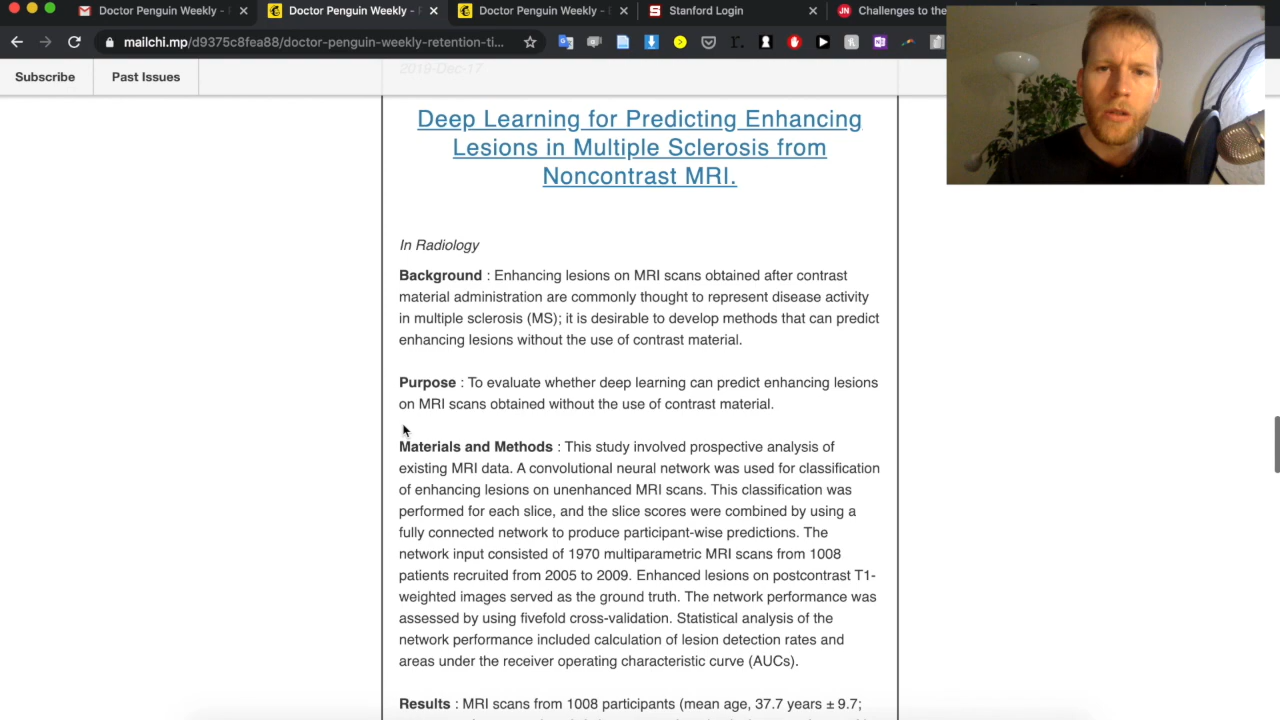 Doctor Penguin Weekly -
Doctor Penguin Weekly -
Doctor Penguin Weekly -
Stanford Login
Challenges to the
mailchi.mp/d9375c8fea88/doctor-penguin-weekly-retention-ti...
Subscribe
Past Issues
2019-Dec-17
Deep Learning for Predicting Enhancing
Lesions in Multiple Sclerosis from
Noncontrast MRI.
In Radiology
Background : Enhancing lesions on MRI scans obtained after contrast
material administration are commonly thought to represent disease activity
in multiple sclerosis (MS); it is desirable to develop methods that can predict
enhancing lesions without the use of contrast material.
Purpose : To evaluate whether deep learning can predict enhancing lesions
on MRI scans obtained without the use of contrast material.
Materials and Methods : This study involved prospective analysis of
existing MRI data. A convolutional neural network was used for classification
of enhancing lesions on unenhanced MRI scans. This classification was
performed for each slice, and the slice scores were combined by using a
fully connected network to produce participant-wise predictions. The
network input consisted of 1970 multiparametric MRI scans from 1008
patients recruited from 2005 to 2009. Enhanced lesions on postcontrast T1-
weighted images served as the ground truth. The network performance was
assessed by using fivefold cross-validation. Statistical analysis of the
network performance included calculation of lesion detection rates and
areas under the receiver operating characteristic curve (AUCs).
Results : MRI scans from 1008 participants (mean age, 37.7 years ± 9.7;